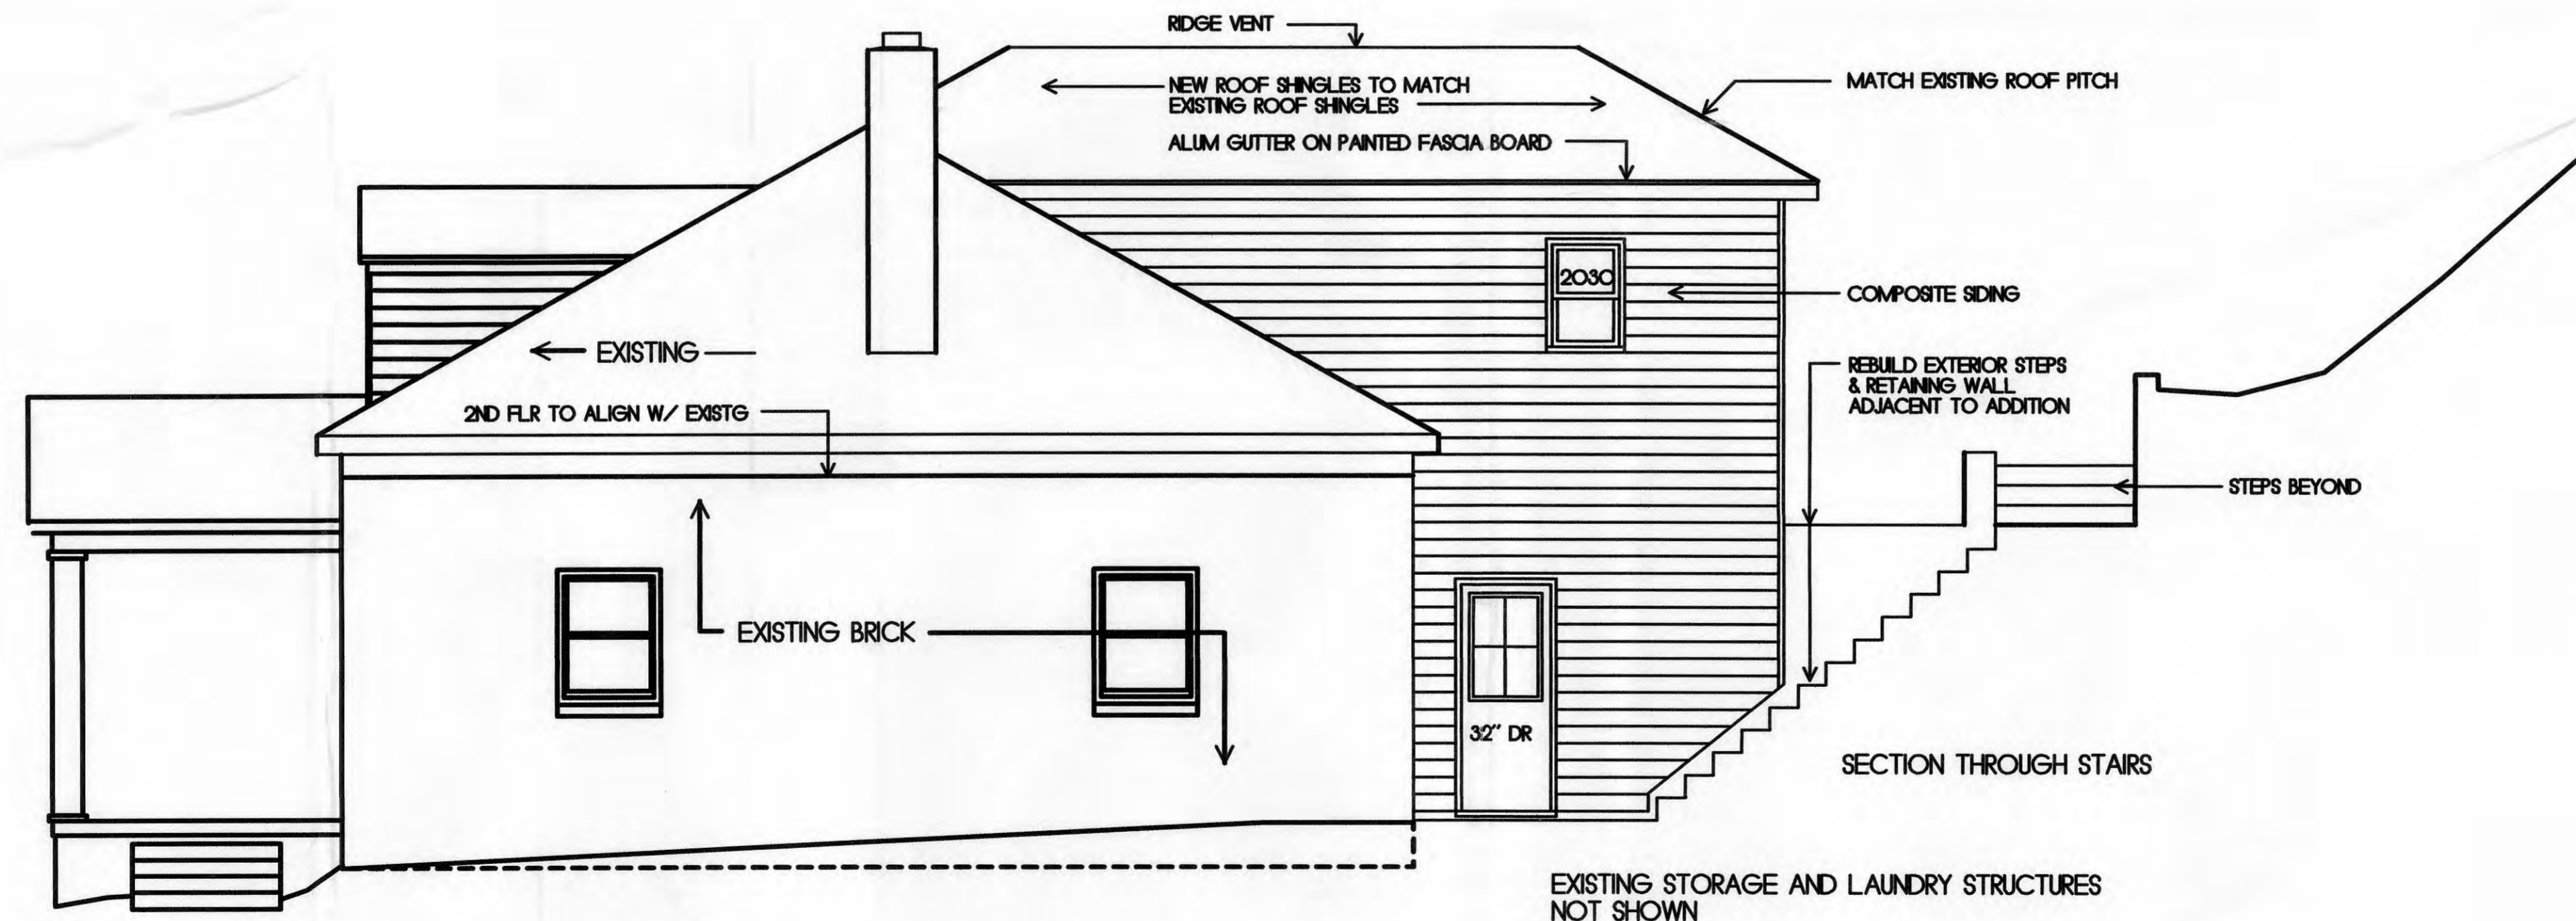 RIDGE VENT
NEW ROOF SHINGLES TO MATCH
EXISTING ROOF SHINGLES
MATCH EXISTING ROOF PITCH
ALUM GUTTER ON PAINTED FASCIA BOARD
2030
COMPOSITE SIDING
EXISTING
REBUILD EXTERIOR STEPS
& RETAINING WALL
ADJACENT TO ADDITION
2ND FLR TO ALIGN W/ EXISTG
STEPS BEYOND
EXISTING BRICK
32" DR
SECTION THROUGH STAIRS
EXISTING STORAGE AND LAUNDRY STRUCTURES
NOT SHOWN